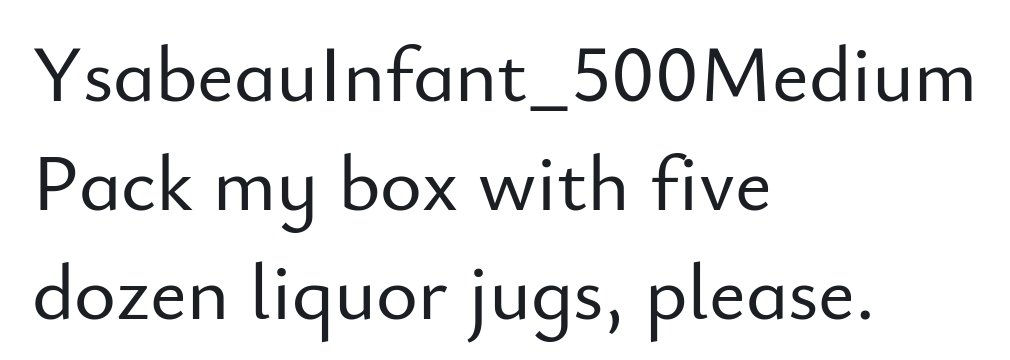 YsabeauInfant_500Medium
Pack my box with five
dozen liquor jugs, please.